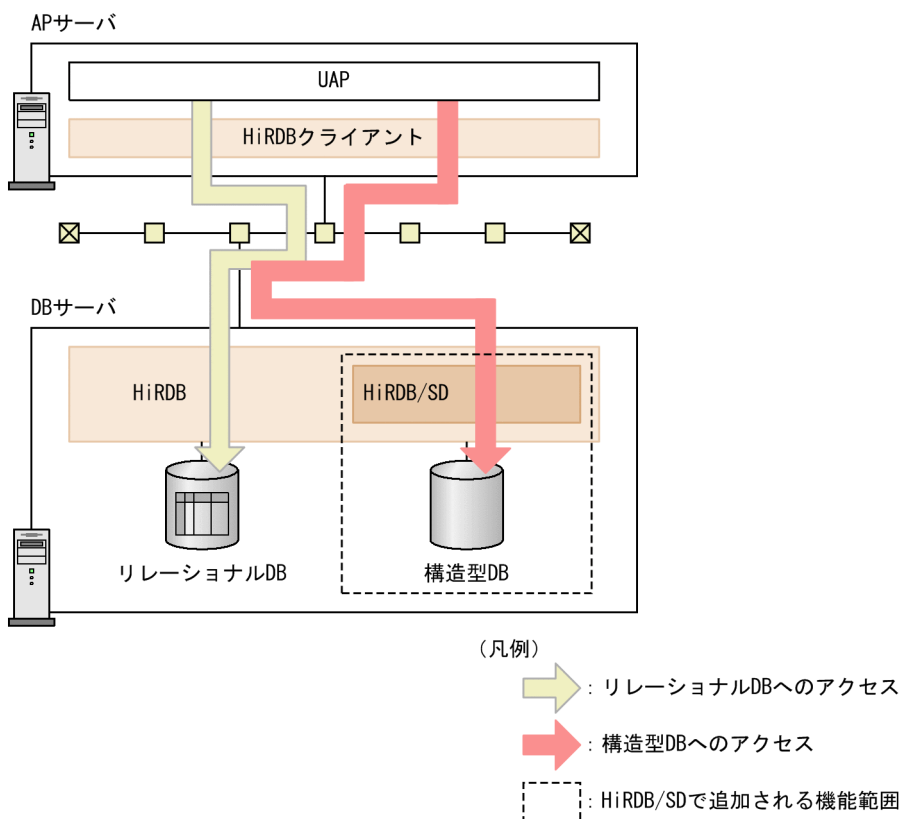 APサーバ
UAP
HiRDBクライアント
DBサーバ
HiRDB
HiRDB/SD
リレーショナルDB
構造型DB
（凡例）
：リレーショナルDBへのアクセス
：構造型DBへのアクセス
：HiRDB/SDで追加される機能範囲